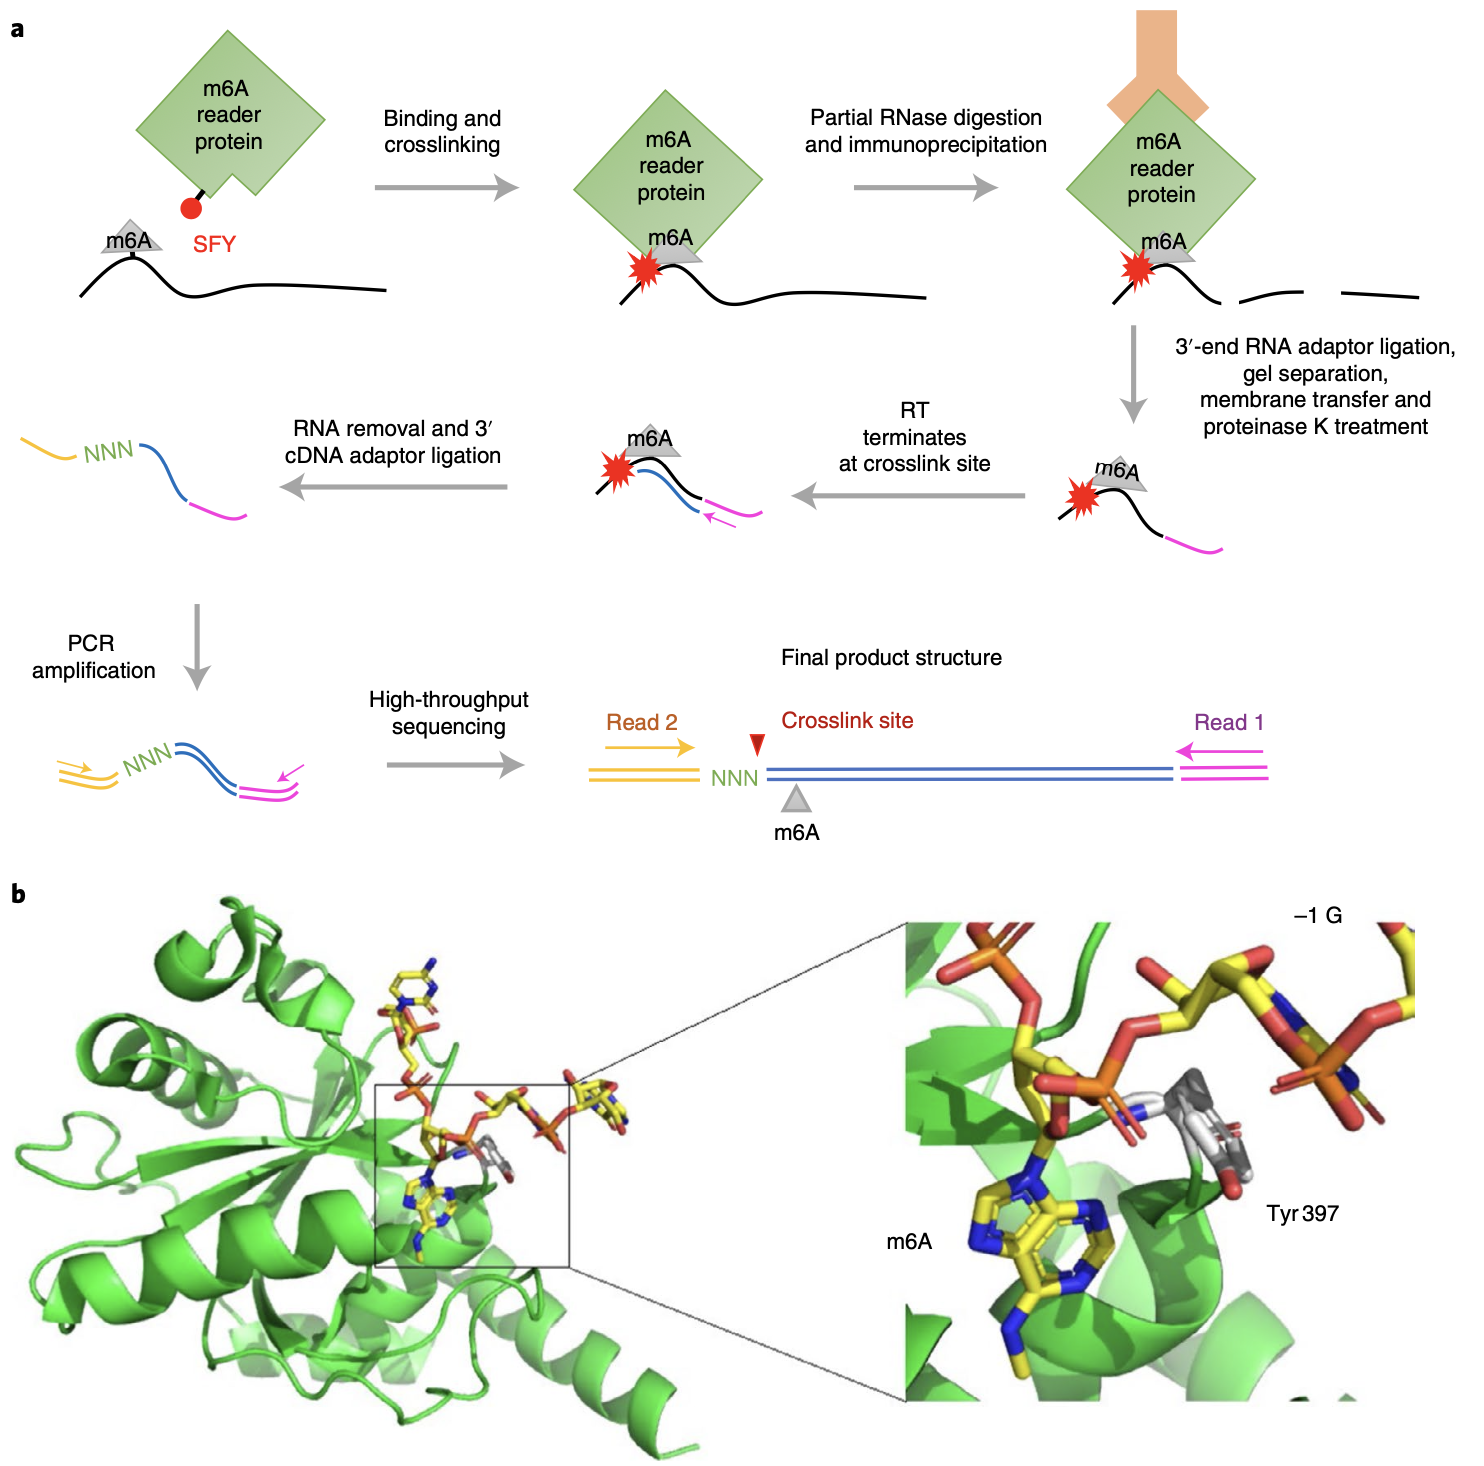 a
m6A
reader
protein
SFY
m6A
Binding and
crosslinking
m6A
reader
protein
m6A
Partial RNase digestion
and immunoprecipitation
m6A
reader
protein
m6A
3′-end RNA adaptor ligation,
gel separation,
membrane transfer and
proteinase K treatment
m6A
RT
terminates
at crosslink site
m6A
RNA removal and 3′
cDNA adaptor ligation
NNN
PCR
amplification
NNN
High-throughput
sequencing
Final product structure
Read 2
Crosslink site
Read 1
NNN
m6A
b
–1 G
Tyr 397
m6A